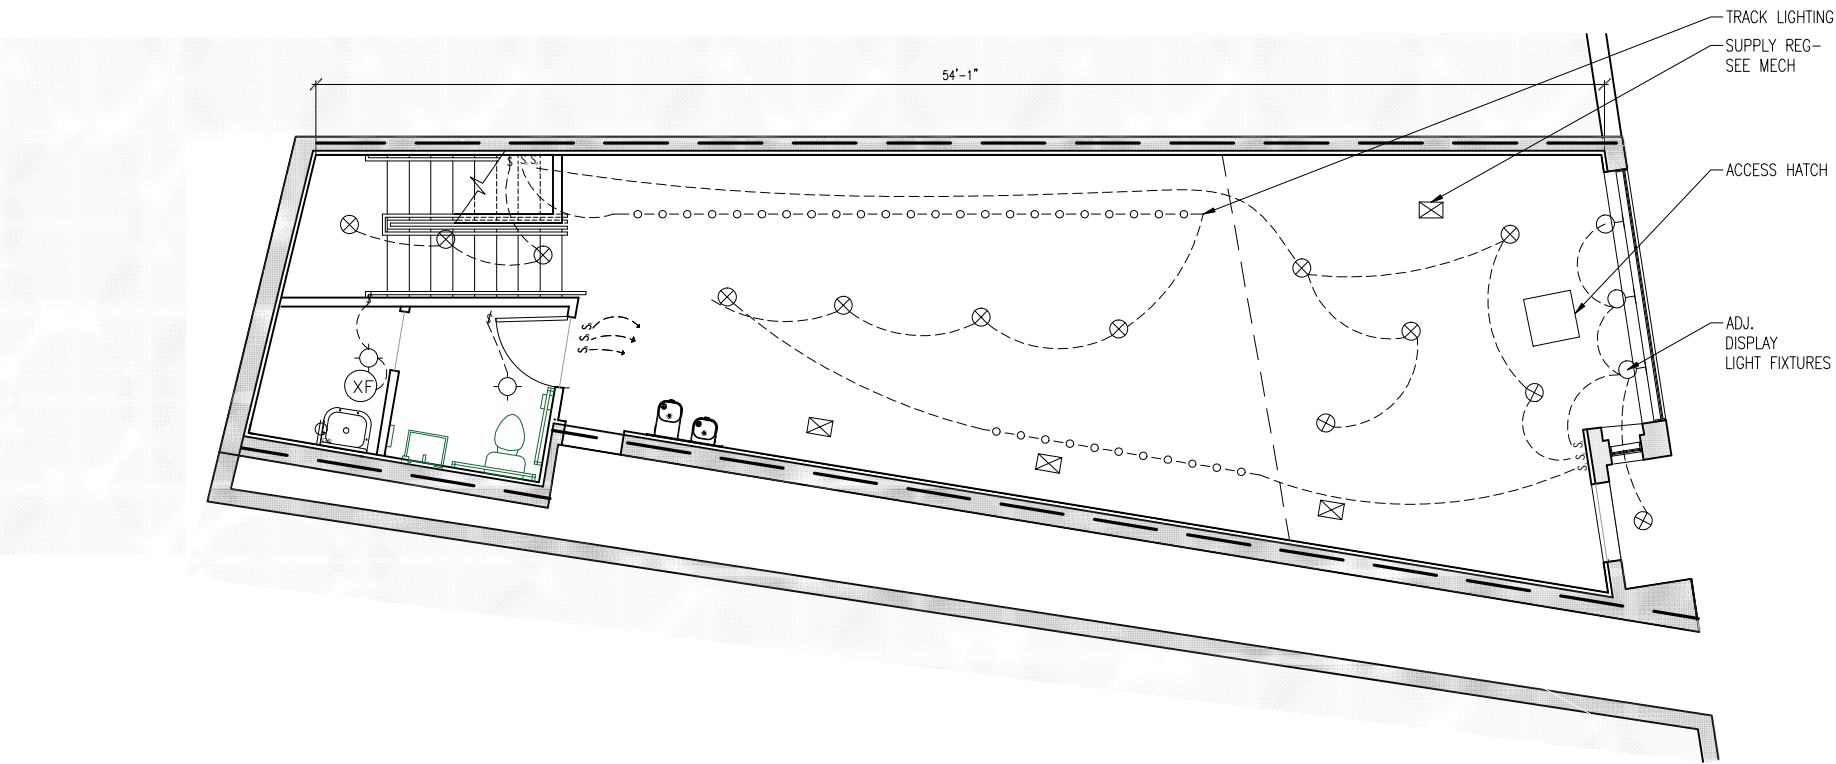 TRACK LIGHTING
SUPPLY REG-
SEE MECH
54'-1"
ACCESS HATCH
ADJ.
DISPLAY
LIGHT FIXTURES
XF
$ $ $
$
$
$
$
$
$
$
$